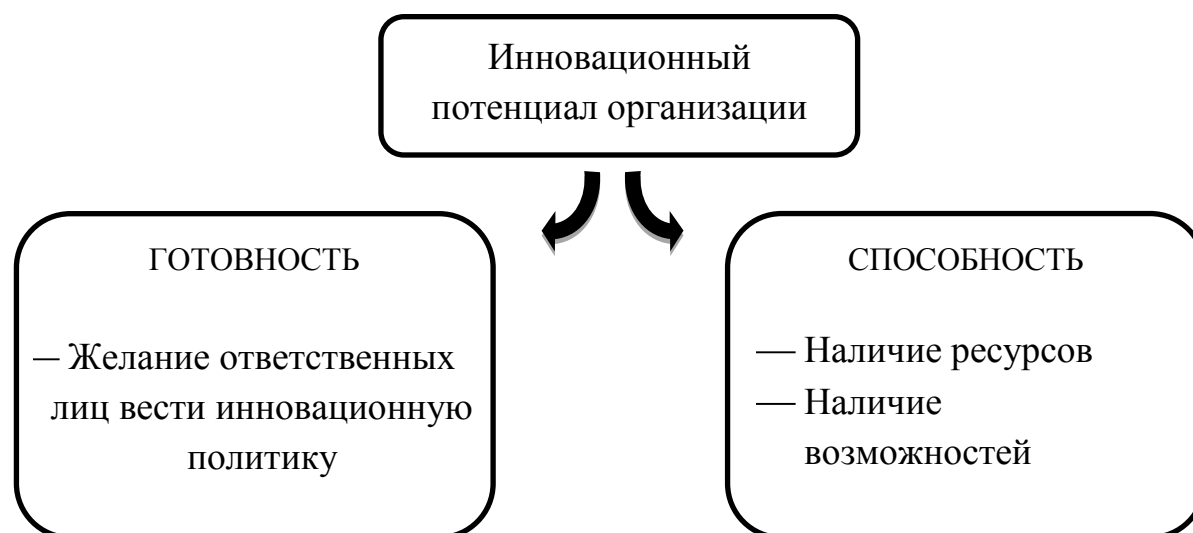 Инновационный
потенциал организации
ГОТОВНОСТЬ
— Желание ответственных
лиц вести инновационную
политику
СПОСОБНОСТЬ
— Наличие ресурсов
— Наличие
возможностей